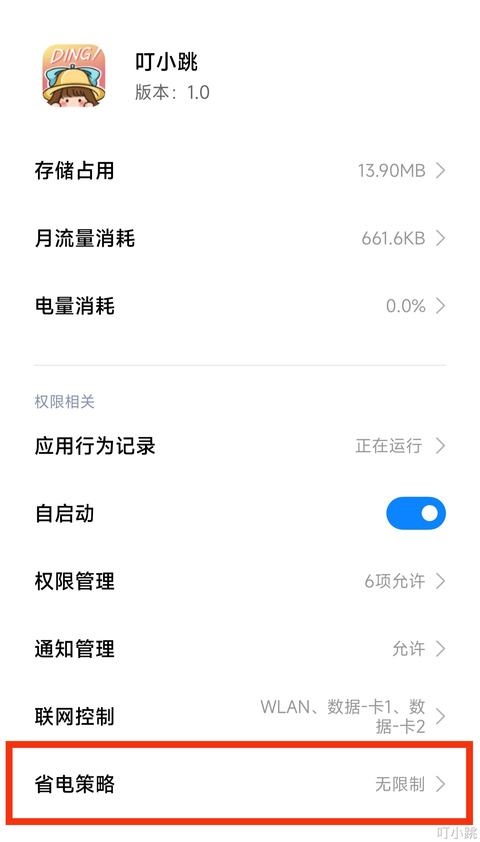 DING!
叮小跳
版本：1.0
存储占用 13.90MB
月流量消耗 661.6KB
电量消耗 0.0%
权限相关
应用行为记录 正在运行
自启动
权限管理 6项允许
通知管理 允许
联网控制 WLAN、数据-卡1、数
据-卡2
省电策略 无限制
叮小跳